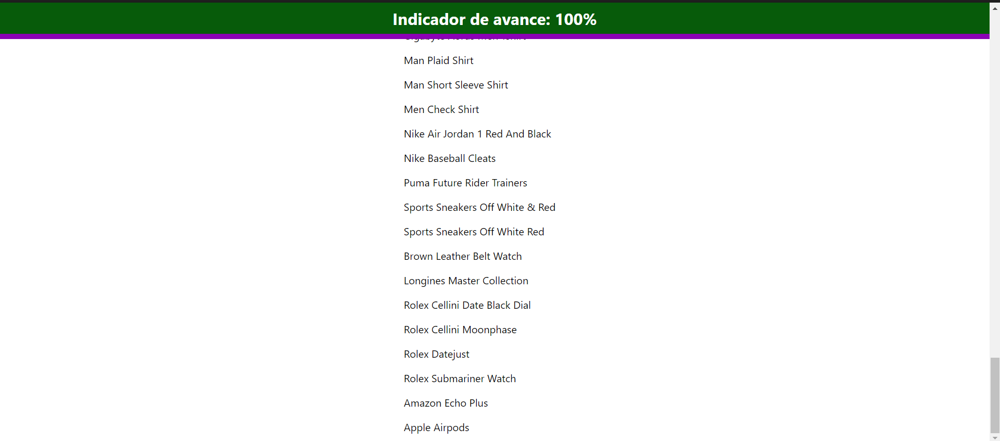 Indicador de avance: 100%
Man Plaid Shirt
Man Short Sleeve Shirt
Men Check Shirt
Nike Air Jordan 1 Red And Black
Nike Baseball Cleats
Puma Future Rider Trainers
Sports Sneakers Off White & Red
Sports Sneakers Off White Red
Brown Leather Belt Watch
Longines Master Collection
Rolex Cellini Date Black Dial
Rolex Cellini Moonphase
Rolex Datejust
Rolex Submariner Watch
Amazon Echo Plus
Apple Airpods